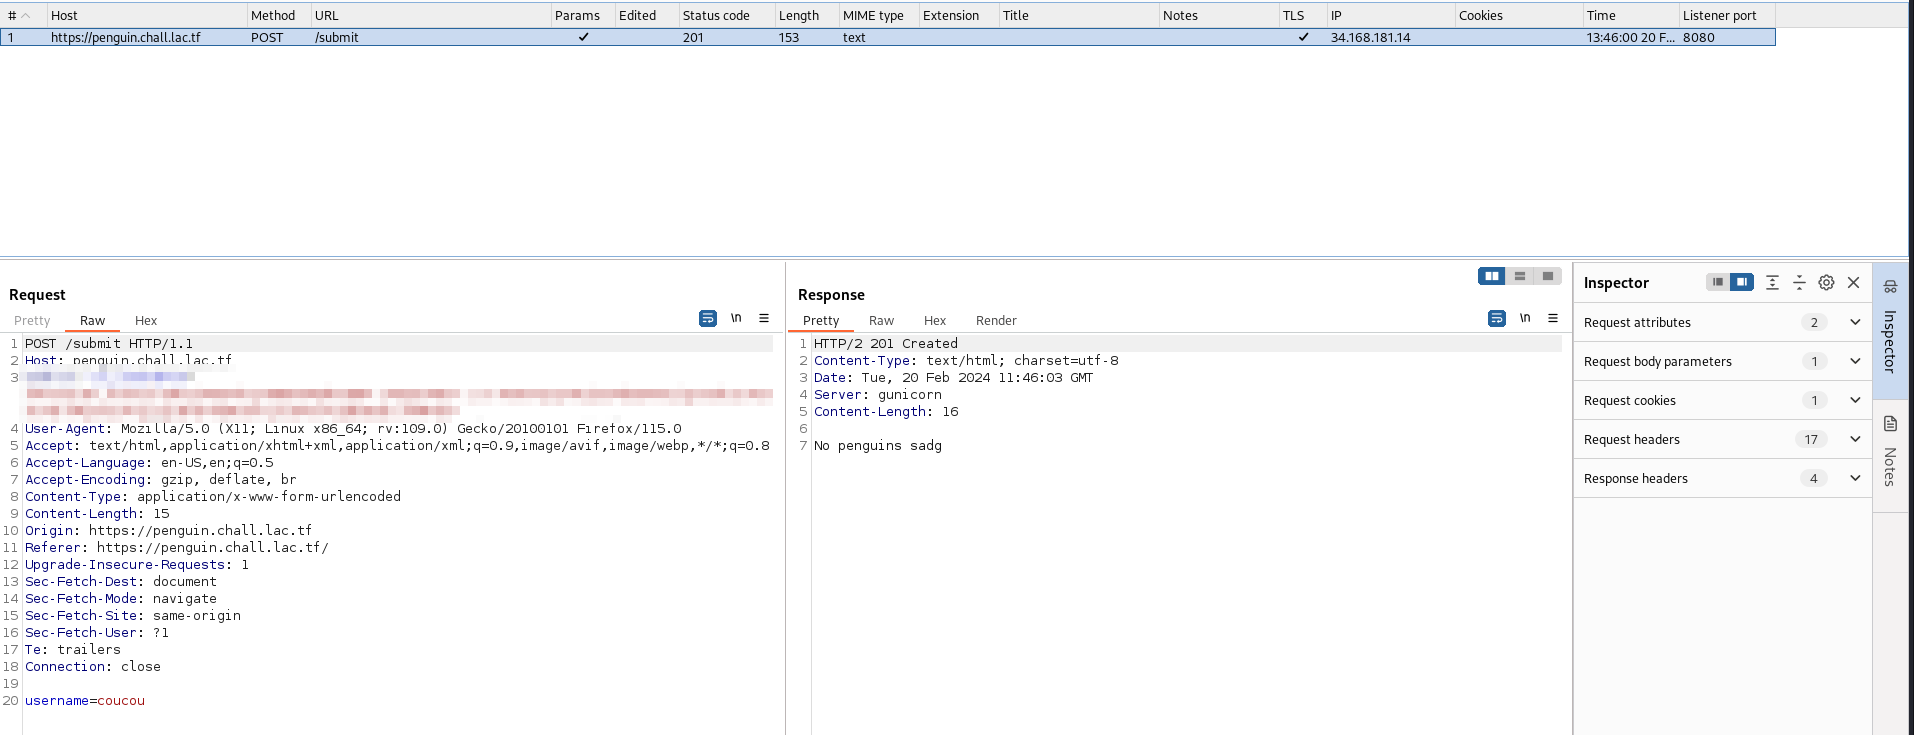 # Host Method URL Params Edited Status code Length MIME type Extension Title Notes TLS IP Cookies Time Listener port
1 https://penguin.chall.lac.tf POST /submit ✓ 201 153 text ✓ 34.168.181.14 13:46:00 20 F... 8080
Request
Pretty Raw Hex \n
1 POST /submit HTTP/1.1
2 Host: penguin.chall.lac.tf
3
4 User-Agent: Mozilla/5.0 (X11; Linux x86_64; rv:109.0) Gecko/20100101 Firefox/115.0
5 Accept: text/html,application/xhtml+xml,application/xml;q=0.9,image/avif,image/webp,*/*;q=0.8
6 Accept-Language: en-US,en;q=0.5
7 Accept-Encoding: gzip, deflate, br
8 Content-Type: application/x-www-form-urlencoded
9 Content-Length: 15
10 Origin: https://penguin.chall.lac.tf
11 Referer: https://penguin.chall.lac.tf/
12 Upgrade-Insecure-Requests: 1
13 Sec-Fetch-Dest: document
14 Sec-Fetch-Mode: navigate
15 Sec-Fetch-Site: same-origin
16 Sec-Fetch-User: ?1
17 Te: trailers
18 Connection: close
19
20 username=coucou
Response
Pretty Raw Hex Render \n
1 HTTP/2 201 Created
2 Content-Type: text/html; charset=utf-8
3 Date: Tue, 20 Feb 2024 11:46:03 GMT
4 Server: gunicorn
5 Content-Length: 16
6
7 No penguins sadg
Inspector
Request attributes 2
Request body parameters 1
Request cookies 1
Request headers 17
Response headers 4
Inspector
Notes